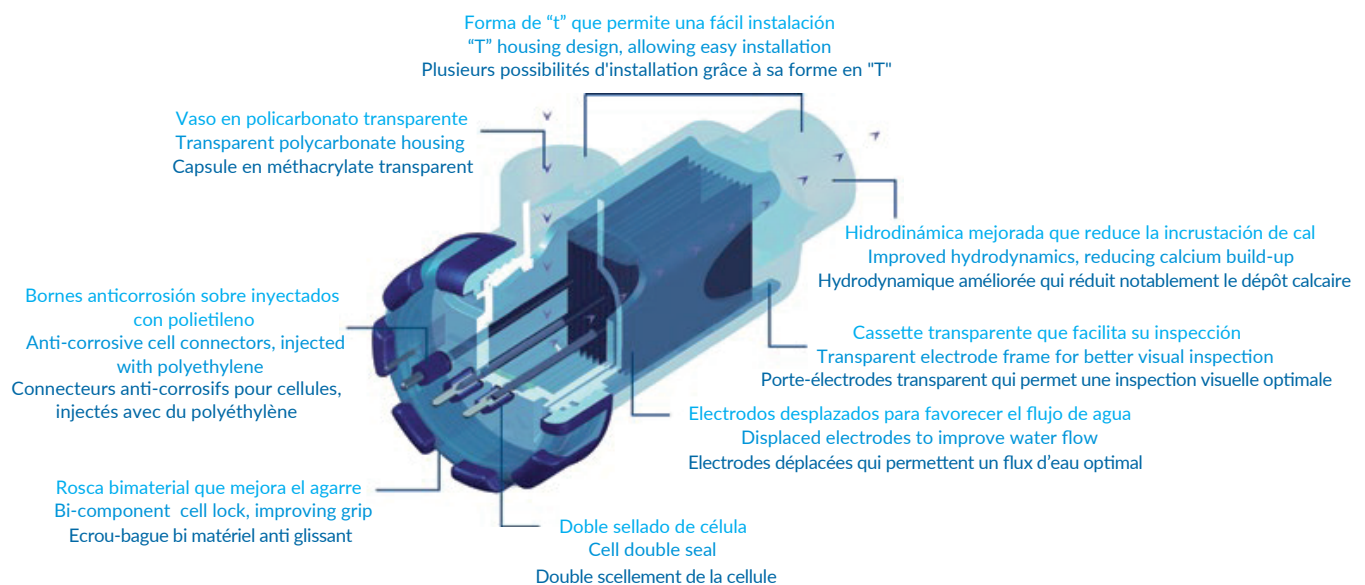 Forma de “t” que permite una fácil instalación
“T” housing design, allowing easy installation
Plusieurs possibilités d'installation grâce à sa forme en "T"
Vaso en policarbonato transparente
Transparent polycarbonate housing
Capsule en méthacrylate transparent
Hidrodinámica mejorada que reduce la incrustación de cal
Improved hydrodynamics, reducing calcium build-up
Hydrodynamique améliorée qui réduit notablement le dépôt calcaire
Bornes anticorrosión sobre inyectados
con polietileno
Anti-corrosive cell connectors, injected
with polyethylene
Connecteurs anti-corrosifs pour cellules,
injectés avec du polyéthylène
Cassette transparente que facilita su inspección
Transparent electrode frame for better visual inspection
Porte-électrodes transparent qui permet une inspection visuelle optimale
Electrodos desplazados para favorecer el flujo de agua
Displaced electrodes to improve water flow
Electrodes déplacées qui permettent un flux d’eau optimal
Rosca bimaterial que mejora el agarre
Bi-component cell lock, improving grip
Ecrou-bague bi matériel anti glissant
Doble sellado de célula
Cell double seal
Double scellement de la cellule